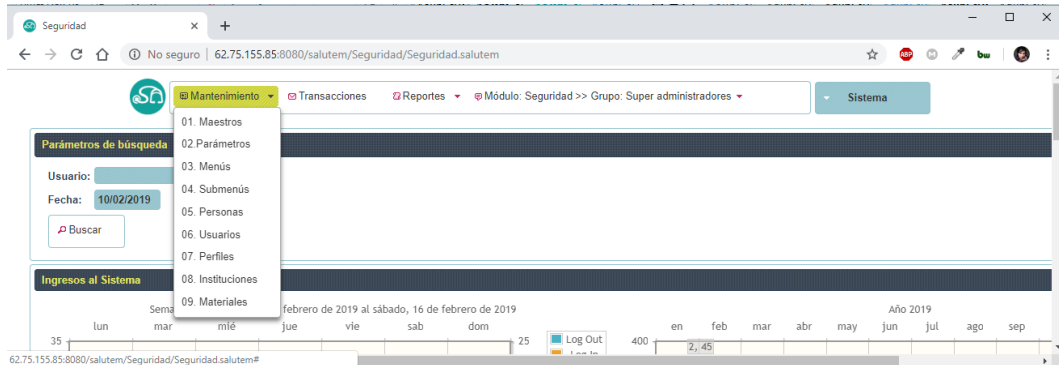 Seguridad
No seguro | 62.75.155.85:8080/salutem/Seguridad/Seguridad.salutem
ABP
bw
Mantenimiento
Transacciones
Reportes
Módulo: Seguridad >> Grupo: Super administradores
Sistema
01. Maestros
02.Parámetros
03. Menús
04. Submenús
05. Personas
06. Usuarios
07. Perfiles
08. Instituciones
09. Materiales
Parámetros de búsqueda
Usuario:
Fecha: 10/02/2019
Buscar
Ingresos al Sistema
Sema febrero de 2019 al sábado, 16 de febrero de 2019
Año 2019
lun mar mié jue vie sab dom
en feb mar abr may jun jul ago sep
35
25
Log Out
Log In
400
2, 45
62.75.155.85:8080/salutem/Seguridad/Seguridad.salutem#